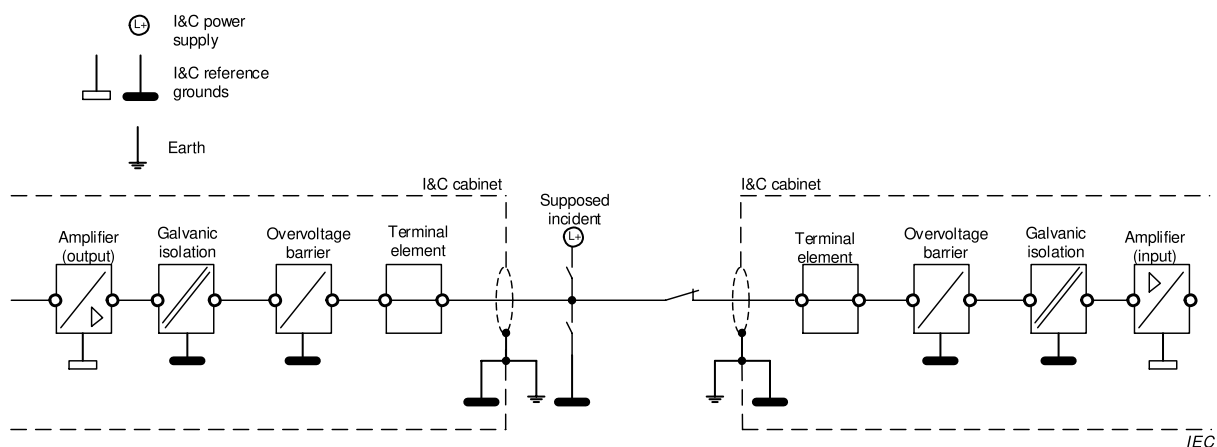 L+
I&C power
supply
I&C reference
grounds
Earth
I&C cabinet
I&C cabinet
Supposed
incident
L+
Amplifier
(output)
Galvanic
isolation
Overvoltage
barrier
Terminal
element
Terminal
element
Overvoltage
barrier
Galvanic
isolation
Amplifier
(input)
IEC